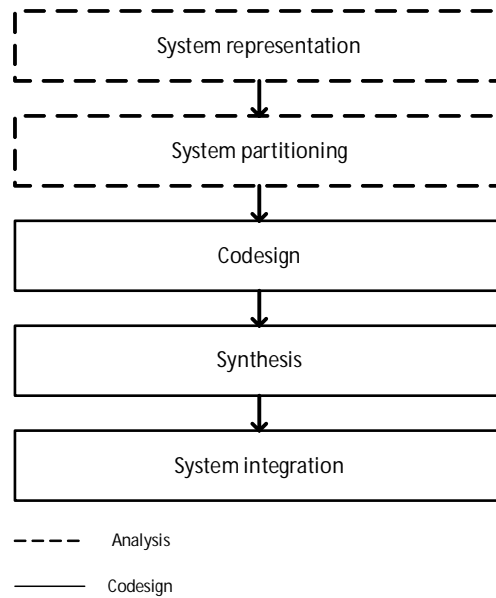 System representation
System partitioning
Codesign
Synthesis
System integration
Analysis
Codesign